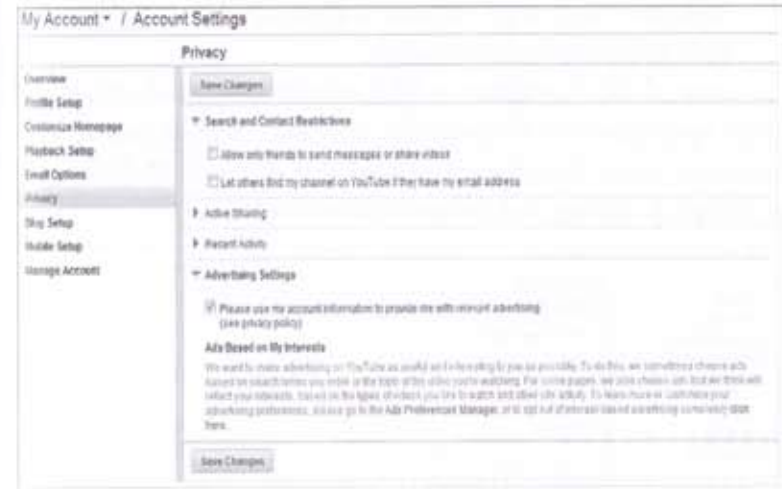 My Account ▾ / Account Settings
Privacy
Overview
Profile Setup
Customize Homepage
Playback Setup
Email Options
Privacy
Blog Setup
Mobile Setup
Manage Account
Save Changes
Search and Contact Restrictions
Allow only friends to send messages or share videos
Let others find my channel on YouTube if they have my email address
Active Sharing
Recent Activity
Advertising Settings
Please use my account information to provide me with relevant advertising
(see privacy policy)
Ads Based on My Interests
We want to make advertising on YouTube as useful and interesting to you as possible. To do this, we sometimes choose ads
based on search terms you enter or the topic of the video you're watching. For some pages, we also choose ads that we think will
reflect your interests, based on the types of videos you like to watch and other site activity. To learn more or customize your
advertising preferences, please go to the Ads Preferences Manager, or to opt out of interest-based advertising completely click
here.
Save Changes